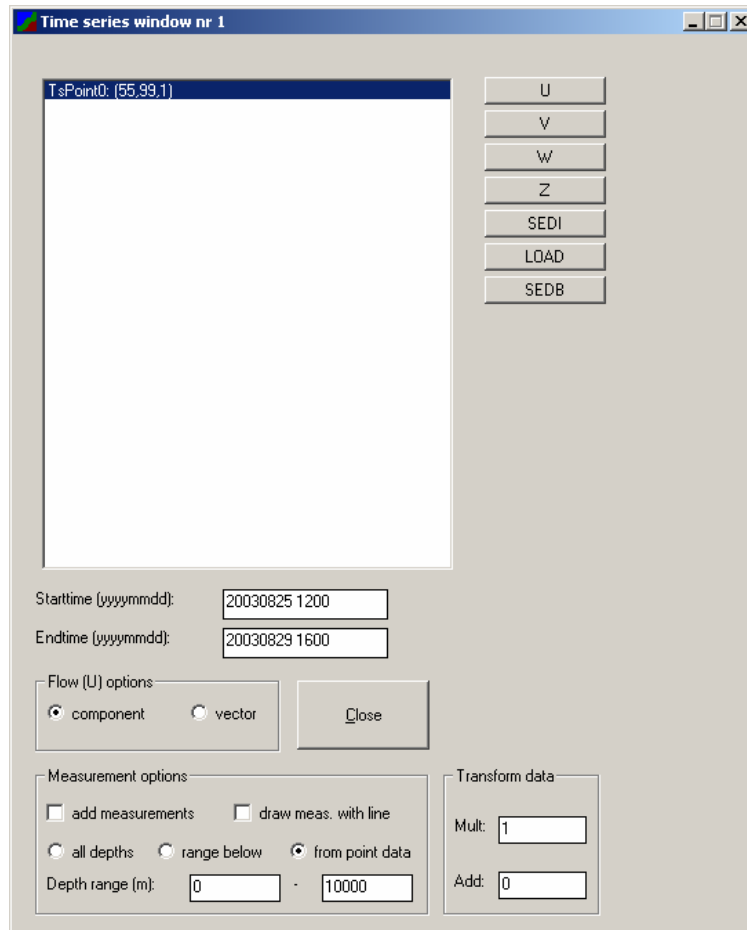 Time series window nr 1
TsPoint0: (55,99,1)
U
V
W
Z
SEDI
LOAD
SEDB
Starttime (yyyymmdd): 20030825 1200
Endtime (yyyymmdd): 20030829 1600
Flow (U) options
component vector
Close
Measurement options
add measurements draw meas. with line
all depths range below from point data
Depth range (m): 0 - 10000
Transform data
Mult: 1
Add: 0